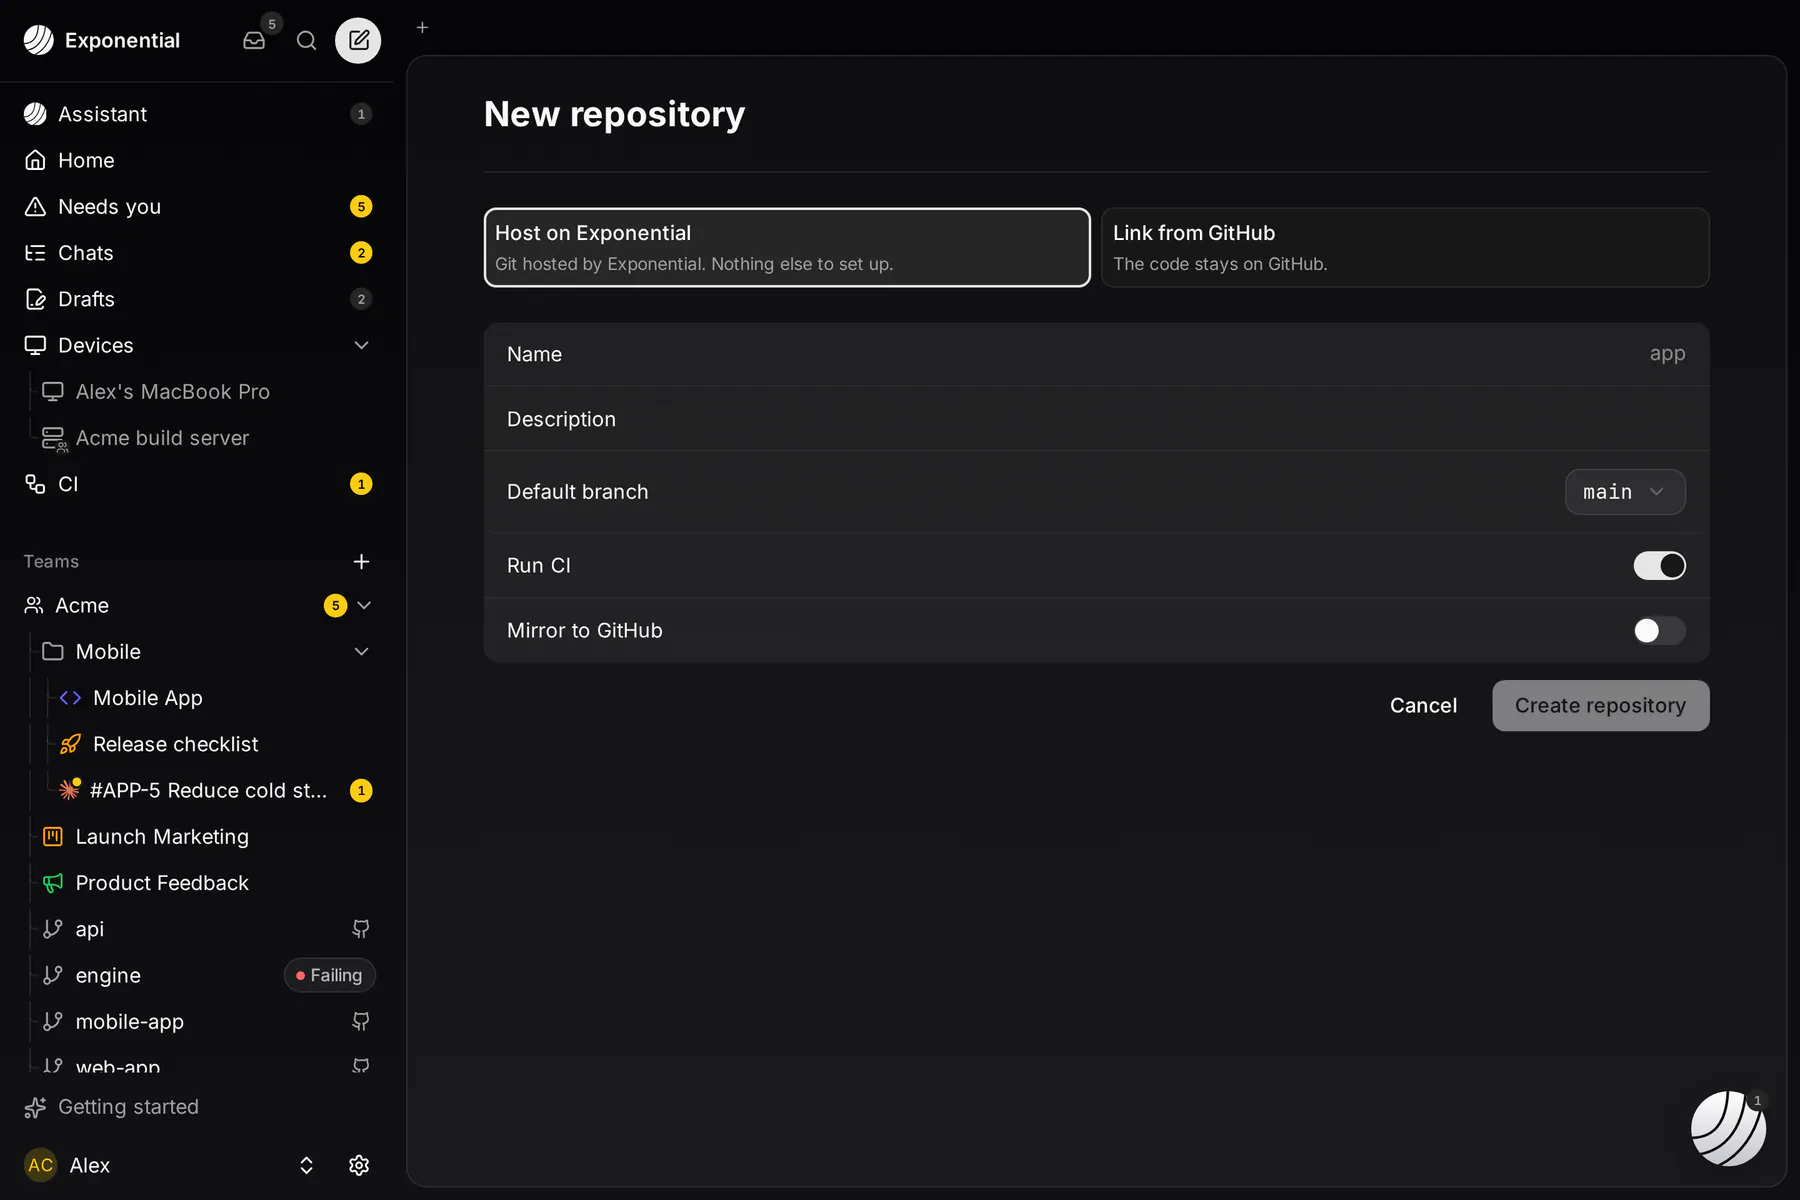 Exponential
5
Assistant
1
Home
Needs you
5
Chats
2
Drafts
2
Devices
Alex's MacBook Pro
Acme build server
CI
1
Teams
Acme
5
Mobile
Mobile App
Release checklist
#APP-5 Reduce cold st...
1
Launch Marketing
Product Feedback
api
engine
Failing
mobile-app
web-app
Getting started
AC
Alex
New repository
Host on Exponential
Git hosted by Exponential. Nothing else to set up.
Link from GitHub
The code stays on GitHub.
Name
app
Description
Default branch
main
Run CI
Mirror to GitHub
Cancel
Create repository
1